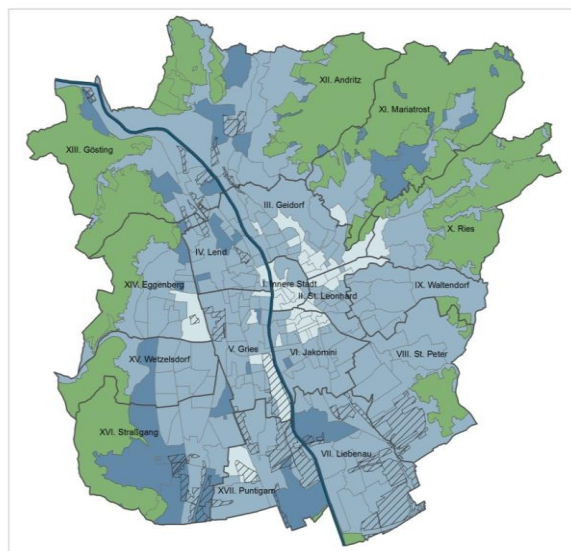 XII. Andritz
XI. Mariatrost
XIII. Gösting
III. Geidorf
X. Ries
IV. Lend
I. Innere Stadt
IX. Waltendorf
XIV. Eggenberg
II. St. Leonhard
V. Gries
VI. Jakomini
VIII. St. Peter
XV. Wetzelsdorf
XVI. Straßgang
VII. Liebenau
XVII. Puntigam